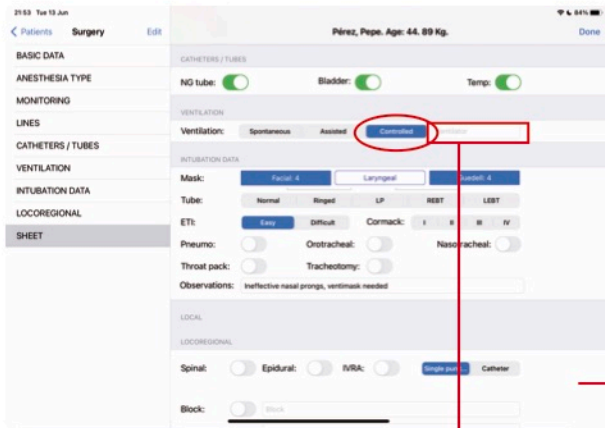 21:53 Tue 13 Jun
84%
Patients Surgery Edit
Pérez, Pepe. Age: 44. 89 Kg. Done
BASIC DATA
ANESTHESIA TYPE
MONITORING
LINES
CATHETERS / TUBES
VENTILATION
INTUBATION DATA
LOCOREGIONAL
SHEET
CATHETERS / TUBES
NG tube: Bladder: Temp:
VENTILATION
Ventilation: Spontaneous Assisted Controlled Ventilator
INTUBATION DATA
Mask: Facial: 4 Laryngeal Guedell: 4
Tube: Normal Ringed LP REBT LEBT
ETI: Easy Difficult Cormack: I II III IV
Pneumo: Orotracheal: Nasotracheal:
Throat pack: Tracheotomy:
Observations: Ineffective nasal prongs, ventimask needed
LOCAL
LOCOREGIONAL
Spinal: Epidural: IVRA: Single pun... Catheter
Block: Block